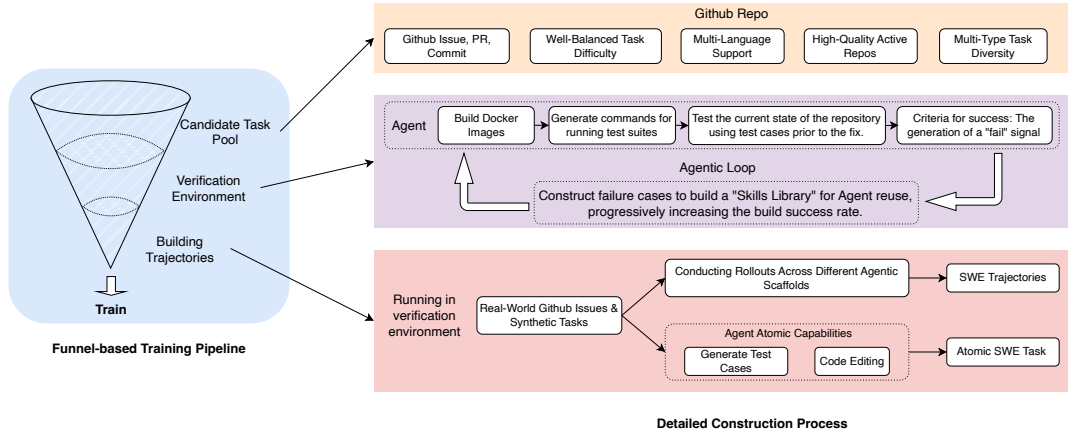 Candidate Task
Pool
Verification
Environment
Building
Trajectories
Train
Funnel-based Training Pipeline
Github Repo
Github Issue, PR,
Commit
Well-Balanced Task
Difficulty
Multi-Language
Support
High-Quality Active
Repos
Multi-Type Task
Diversity
Agent
Build Docker
Images
Generate commands for
running test suites
Test the current state of the repository
using test cases prior to the fix.
Criteria for success: The
generation of a "fail" signal
Agentic Loop
Construct failure cases to build a "Skills Library" for Agent reuse,
progressively increasing the build success rate.
Running in
verification
environment
Real-World Github Issues &
Synthetic Tasks
Conducting Rollouts Across Different Agentic
Scaffolds
SWE Trajectories
Agent Atomic Capabilities
Generate Test
Cases
Code Editing
Atomic SWE Task
Detailed Construction Process